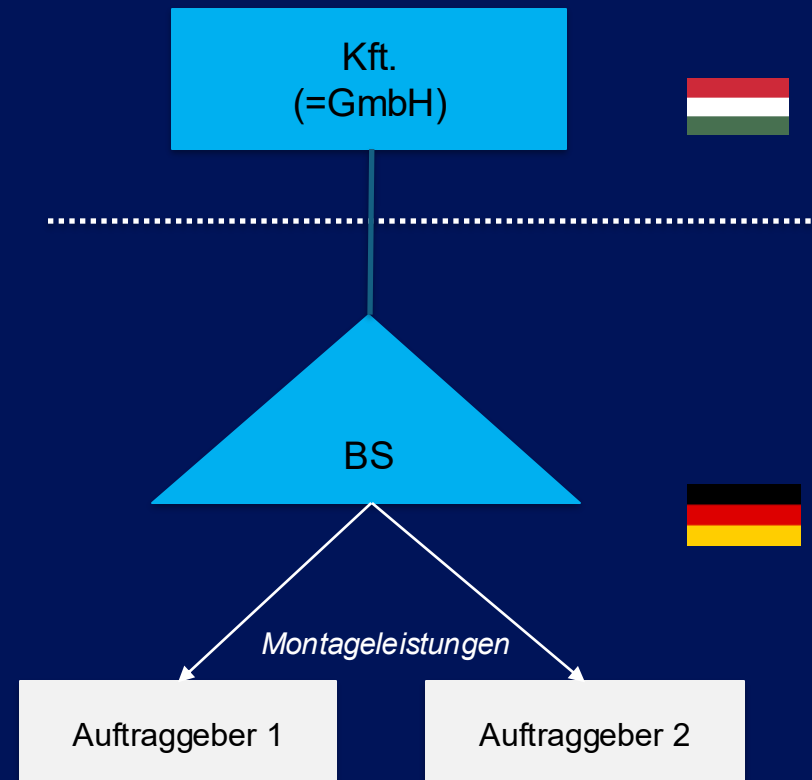 Kft.
(=GmbH)
BS
Montageleistungen
Auftraggeber 1
Auftraggeber 2